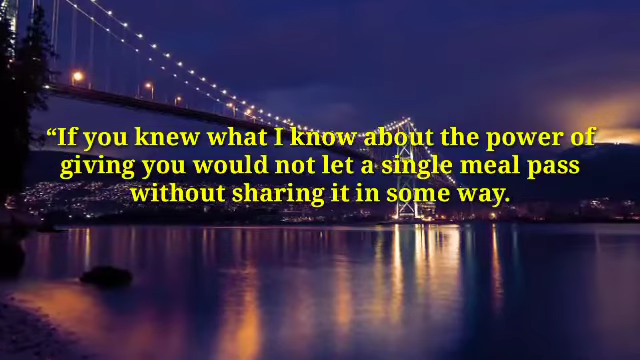 “If you knew what I know about the power of
giving you would not let a single meal pass
without sharing it in some way.